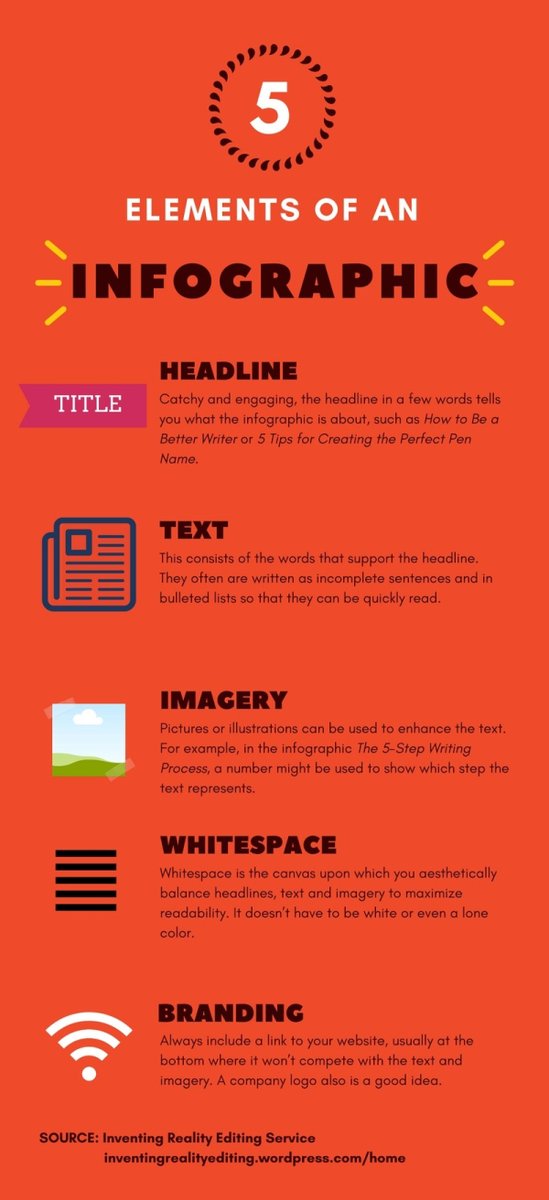 5
ELEMENTS OF AN
INFOGRAPHIC
HEADLINE
TITLE
Catchy and engaging, the headline in a few words tells
you what the infographic is about, such as How to Be a
Better Writer or 5 Tips for Creating the Perfect Pen
Name.
TEXT
This consists of the words that support the headline.
They often are written as incomplete sentences and in
bulleted lists so that they can be quickly read.
IMAGERY
Pictures or illustrations can be used to enhance the text.
For example, in the infographic The 5-Step Writing
Process, a number might be used to show which step the
text represents.
WHITESPACE
Whitespace is the canvas upon which you aesthetically
balance headlines, text and imagery to maximize
readability. It doesn't have to be white or even a lone
color.
BRANDING
Always include a link to your website, usually at the
bottom where it won't compete with the text and
imagery. A company logo also is a good idea.
SOURCE: Inventing Reality Editing Service
inventingrealityediting.wordpress.com/home